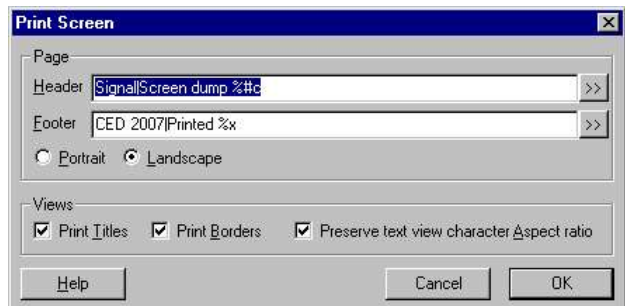 Print Screen
Page
Header Signal|Screen dump %#c >>
Footer CED 2007|Printed %x >>
Portrait Landscape
Views
Print Titles Print Borders Preserve text view character Aspect ratio
Help Cancel OK